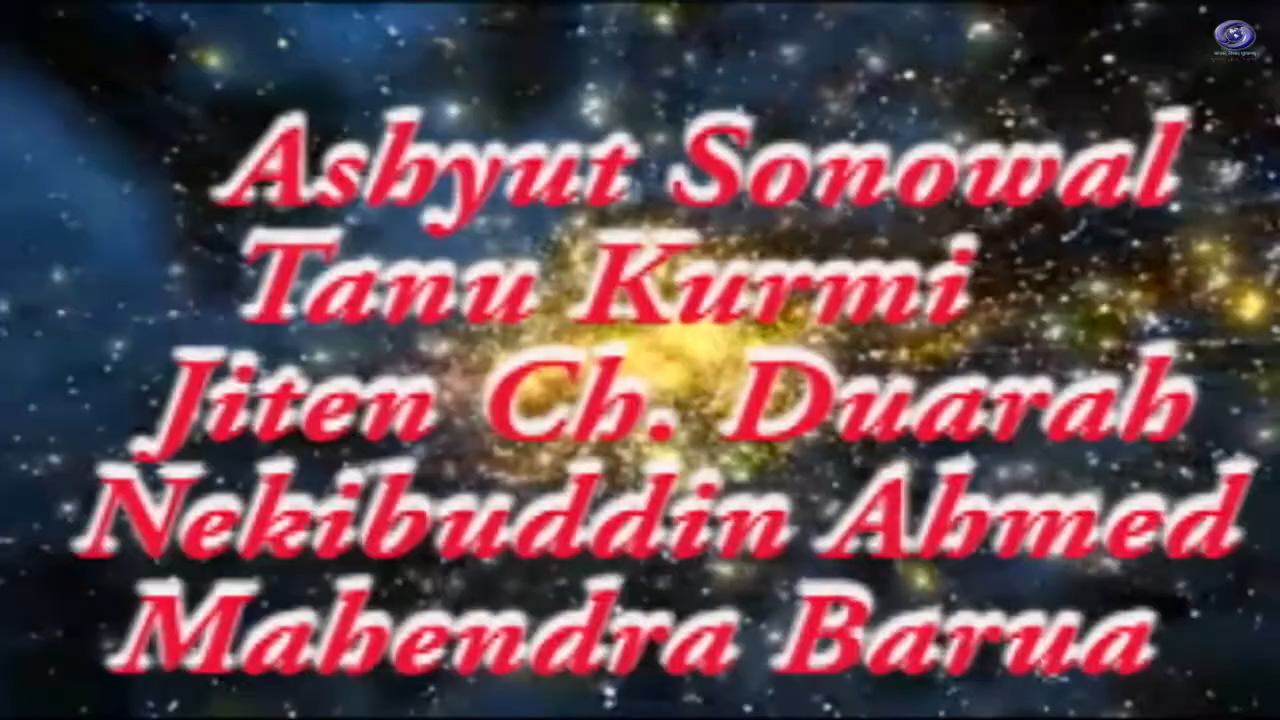 Ashyut Sonowal
Tanu Kurmi
Jiten Ch. Duarah
Nekibuddin Ahmed
Mahendra Barua